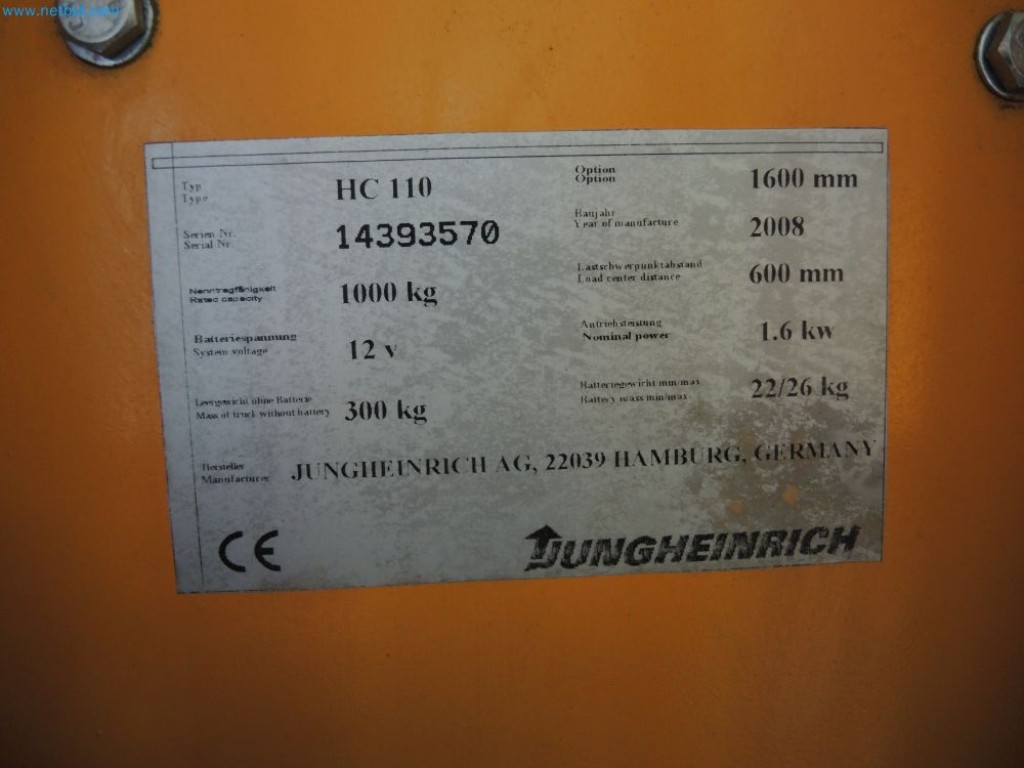 www.netbid.com
Typ
Type
HC 110
Serien Nr.
Serial Nr.
14393570
Nenntragfähigkeit
Rated capacity
1000 kg
Batteriespannung
System voltage
12 v
Leergewicht ohne Batterie
Mass of truck without battery
300 kg
Option
Option
1600 mm
Baujahr
Year of manufacture
2008
Lastschwerpunktabstand
Load center distance
600 mm
Antriebsleistung
Nominal power
1.6 kw
Batteriegewicht min/max
Battery mass min/max
22/26 kg
Hersteller
Manufacturer
JUNGHEINRICH AG, 22039 HAMBURG, GERMANY
CE
JUNGHEINRICH